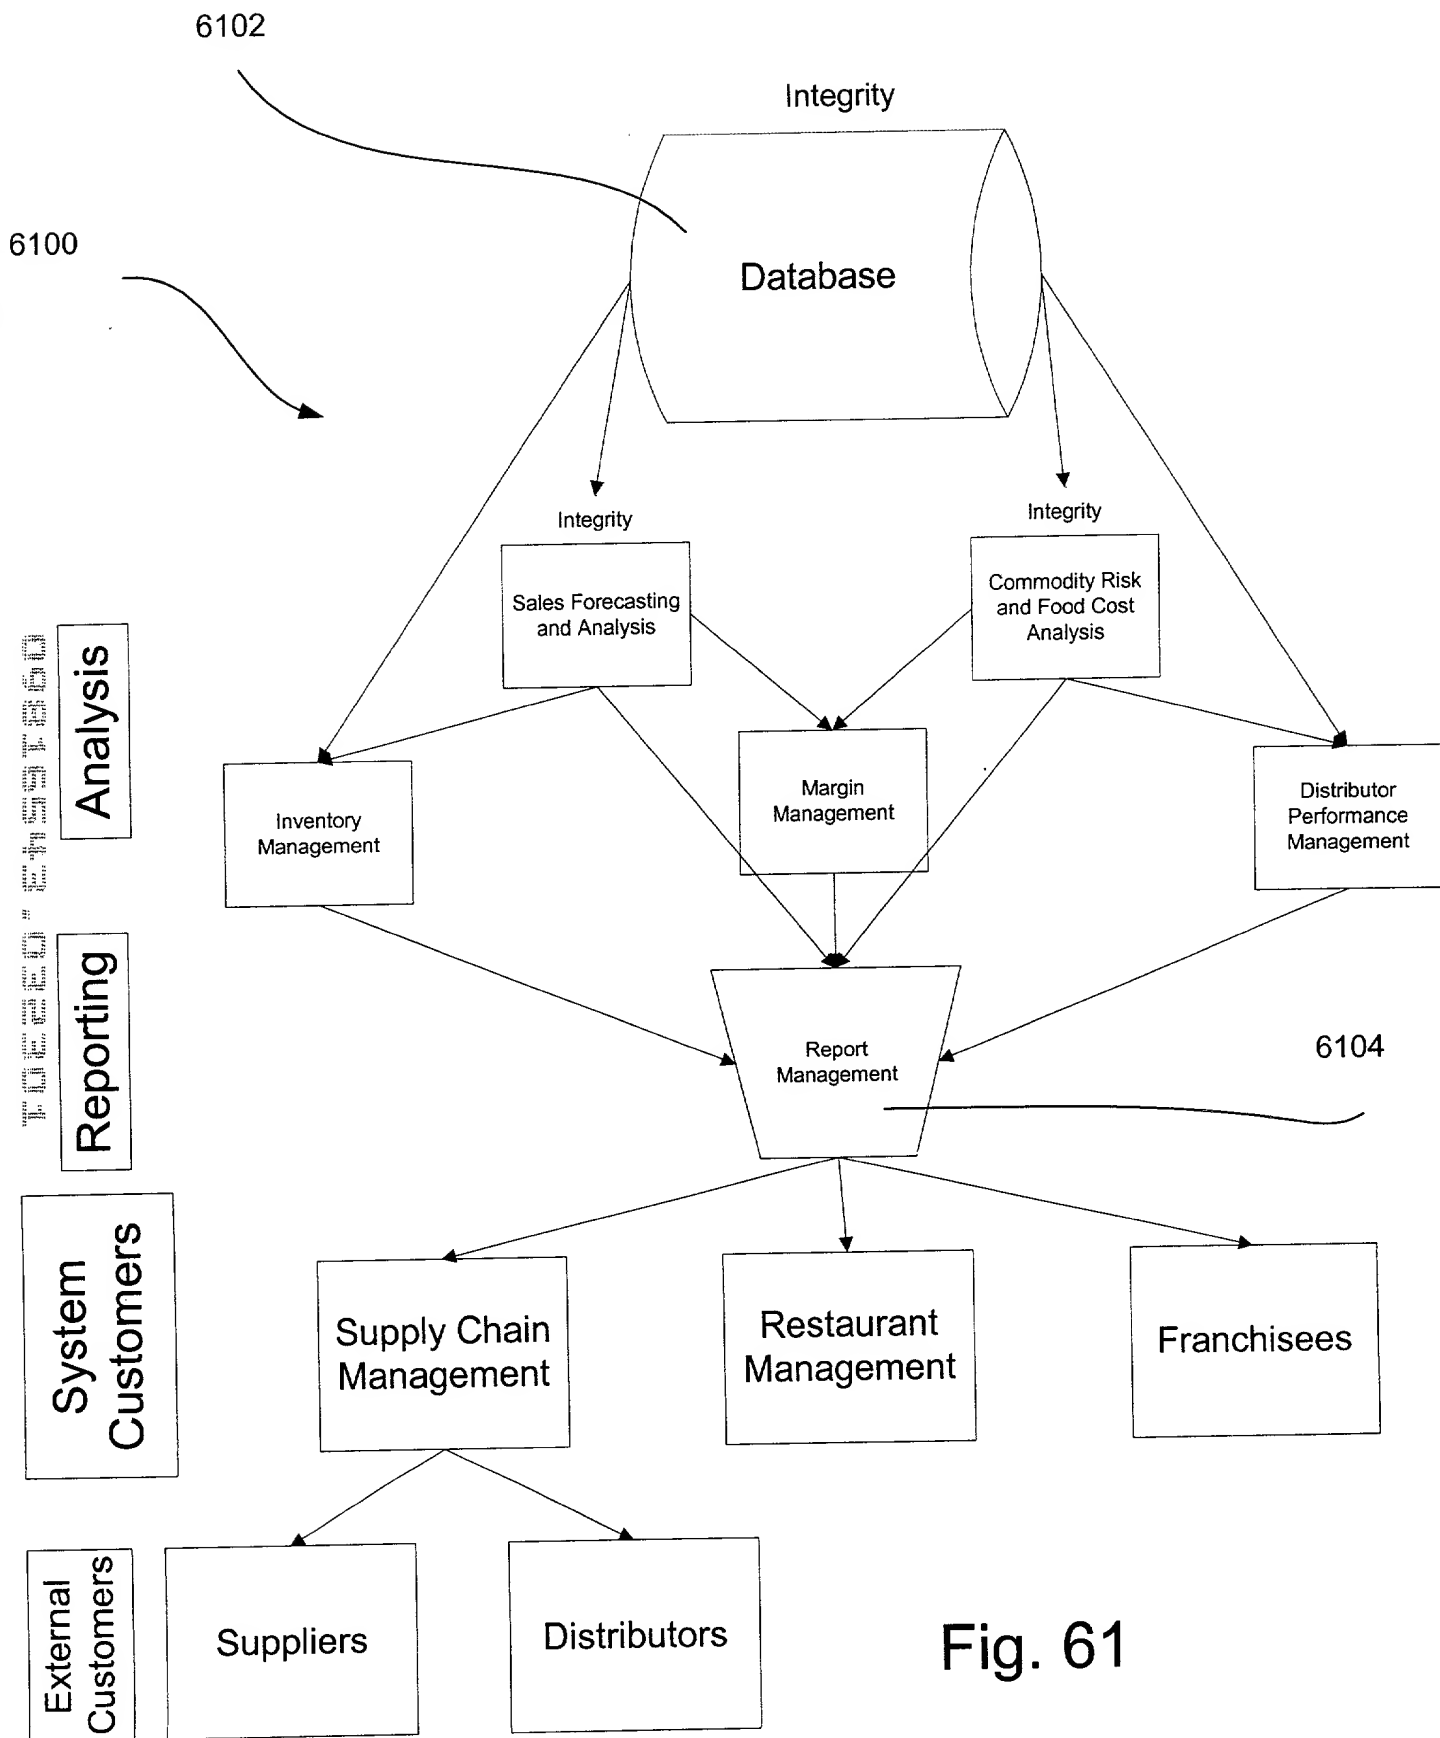 6102
Integrity
6100
Database
Integrity
Integrity
Sales Forecasting
and Analysis
Commodity Risk
and Food Cost
Analysis
Analysis
Inventory
Management
Margin
Management
Distributor
Performance
Management
Reporting
Report
Management
6104
System
Customers
Supply Chain
Management
Restaurant
Management
Franchisees
External
Customers
Suppliers
Distributors
Fig. 61